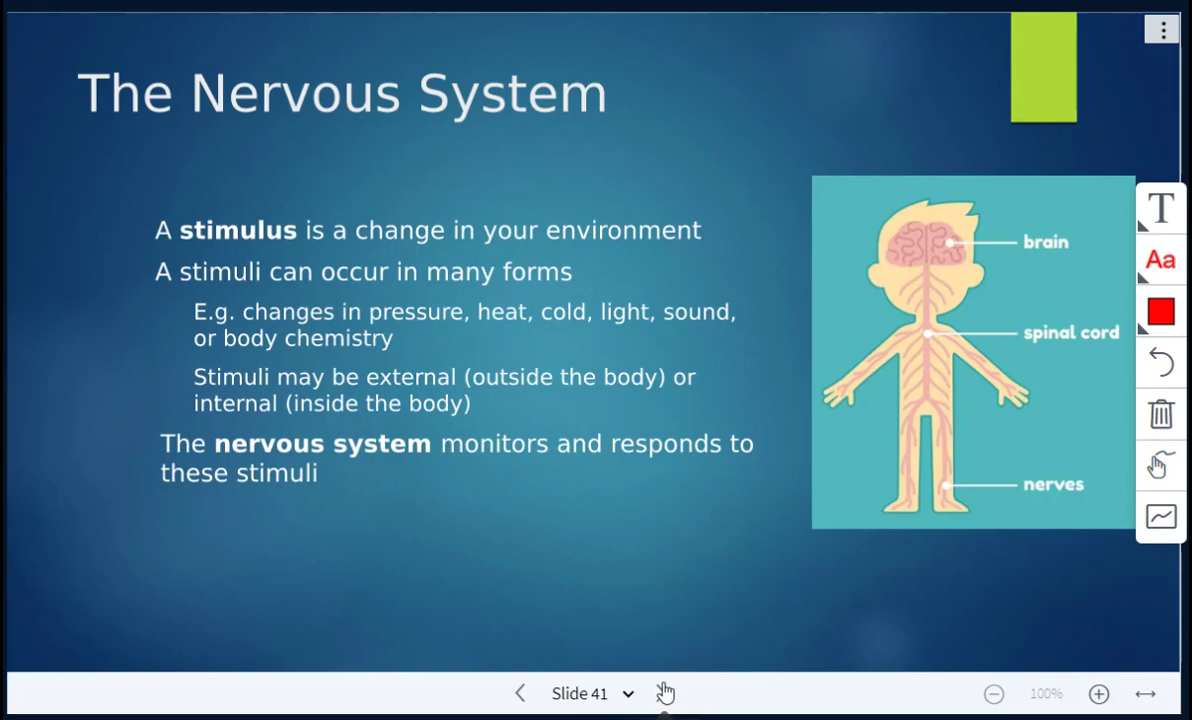 The Nervous System
A stimulus is a change in your environment
A stimuli can occur in many forms
E.g. changes in pressure, heat, cold, light, sound,
or body chemistry
Stimuli may be external (outside the body) or
internal (inside the body)
The nervous system monitors and responds to
these stimuli
brain
spinal cord
nerves
T
Aa
Slide 41
100%